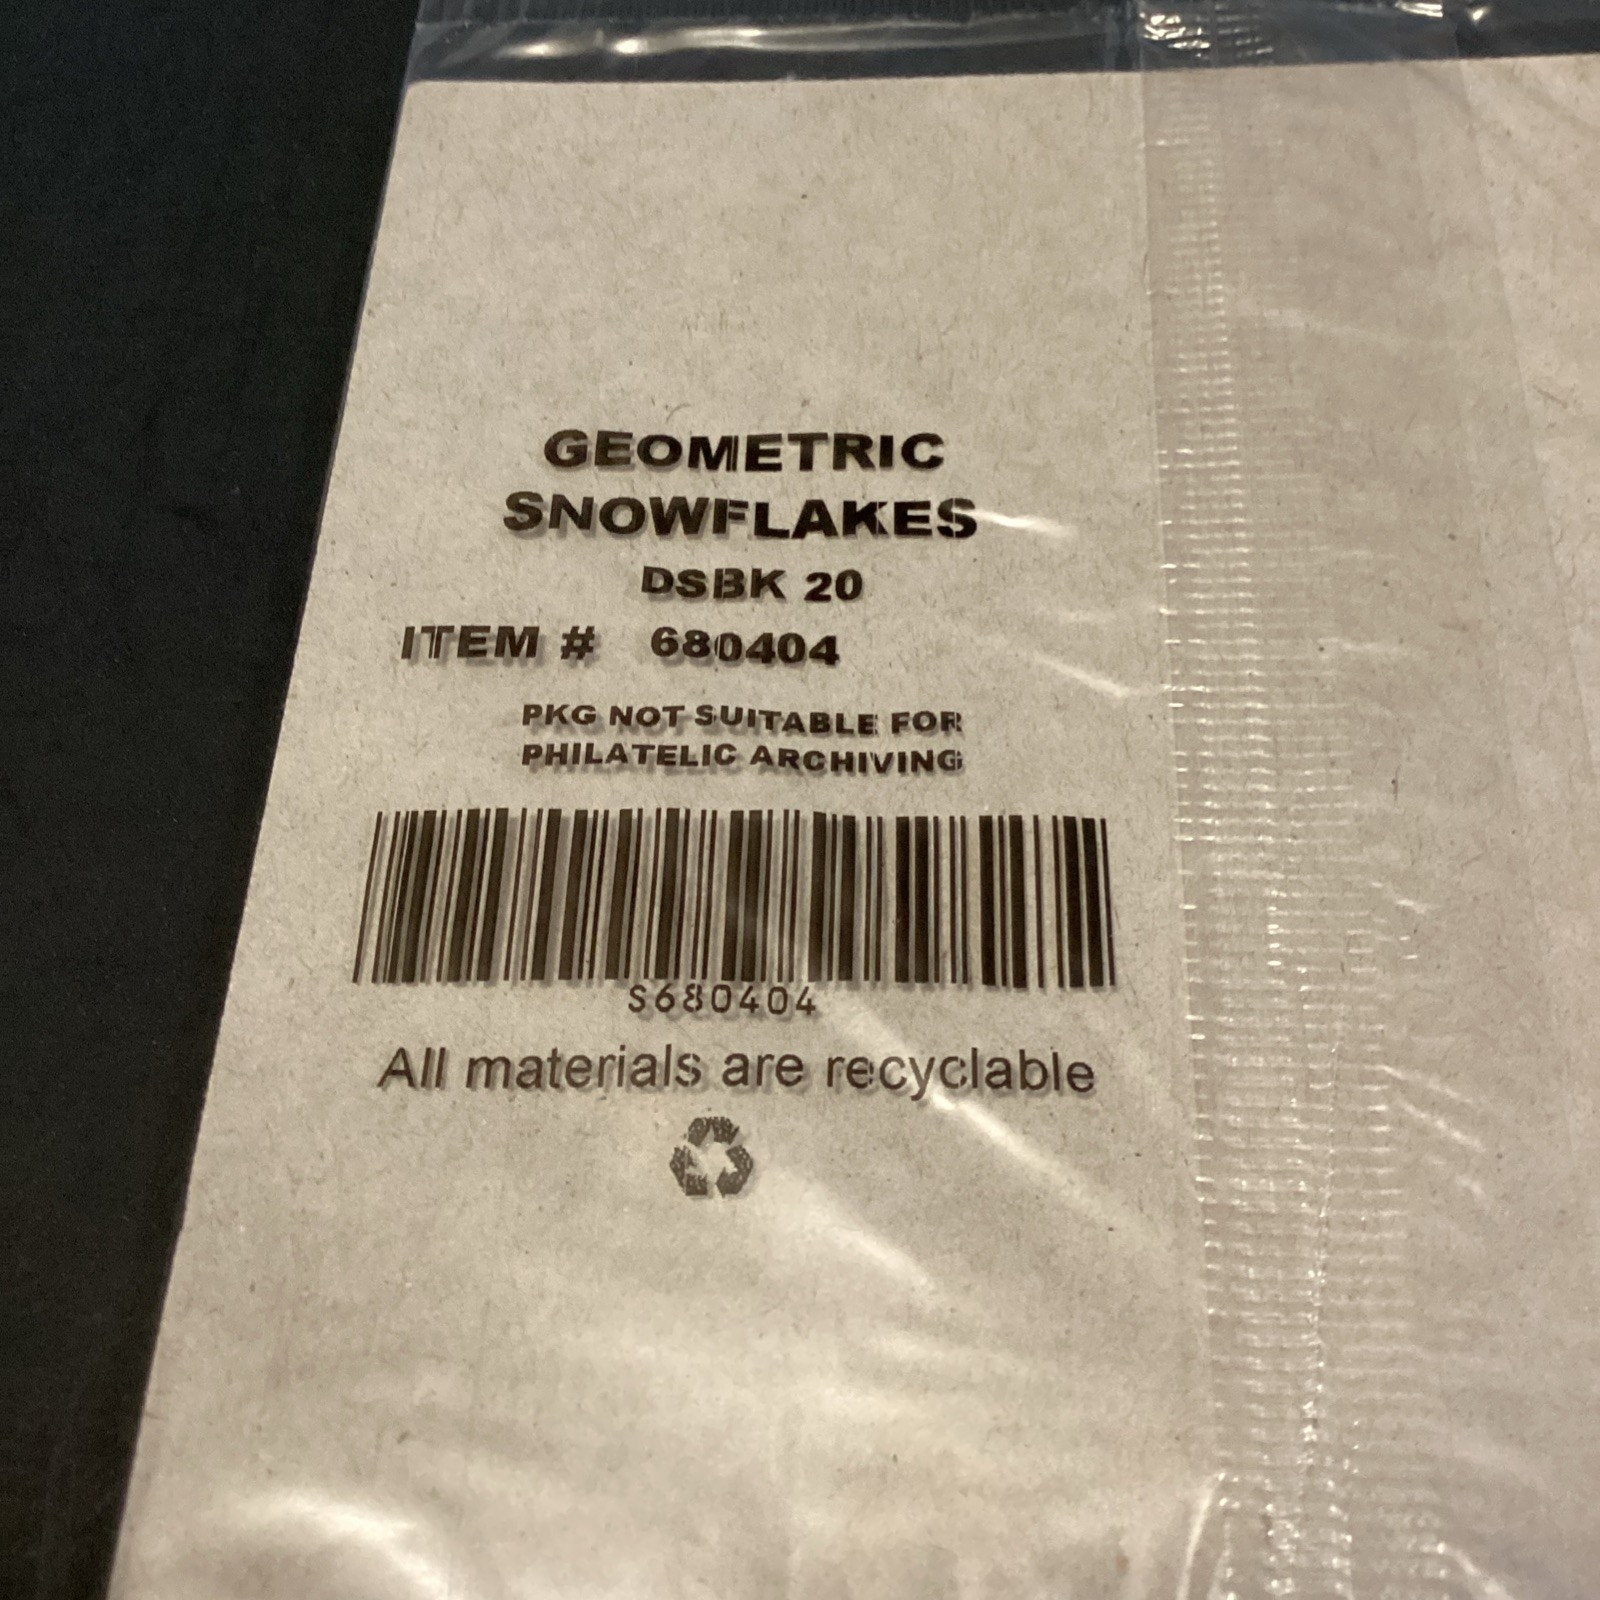 GEOMETRIC
SNOWFLAKES
DSBK 20
ITEM # 680404
PKG NOT SUITABLE FOR
PHILATELIC ARCHIVING
S680404
All materials are recyclable